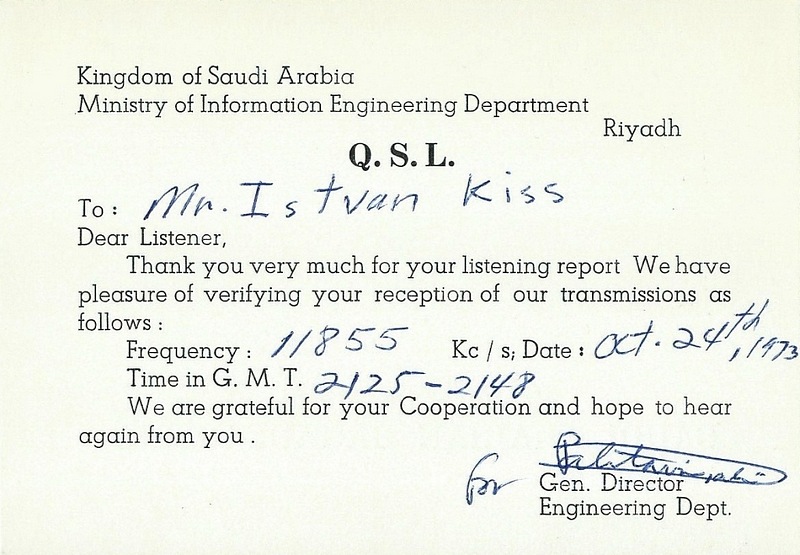 Kingdom of Saudi Arabia
Ministry of Information Engineering Department
Riyadh
Q. S. L.
To : Mr. Istvan Kiss
Dear Listener,
Thank you very much for your listening report We have
pleasure of verifying your reception of our transmissions as
follows :
Frequency : 11855 Kc / s; Date : Oct. 24th, 1973
Time in G. M. T. 2125-2148
We are grateful for your Cooperation and hope to hear
again from you .
for
Gen. Director
Engineering Dept.